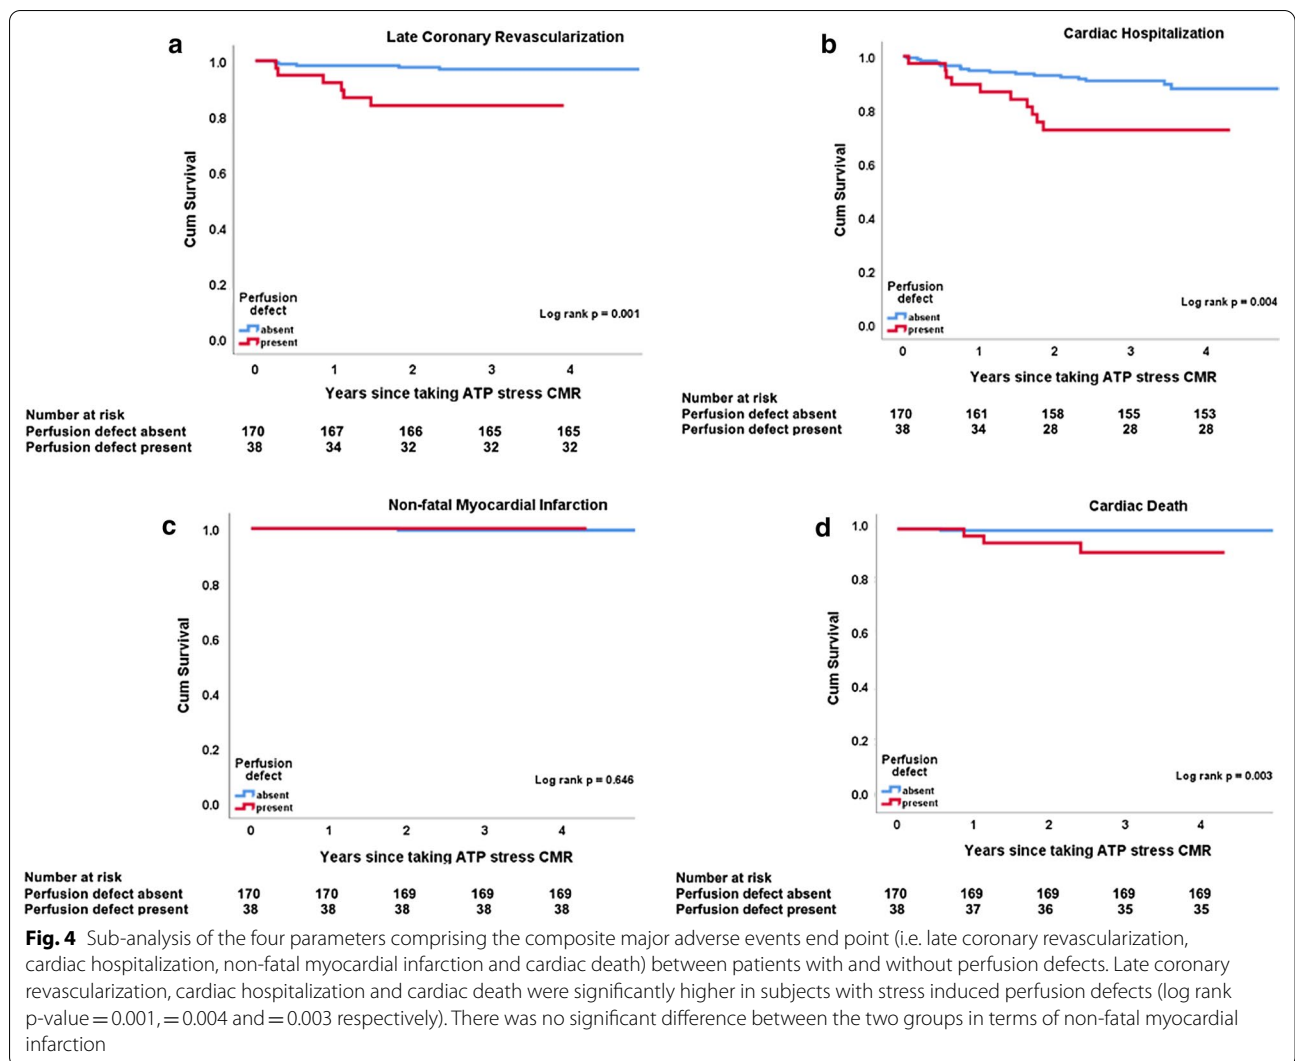 a
Late Coronary Revascularization
1.0
0.8
0.6
0.4
0.2
0.0
Cum Survival
Perfusion
defect
absent
present
Log rank p = 0.001
0 1 2 3 4
Years since taking ATP stress CMR
Number at risk
Perfusion defect absent 170 167 166 165 165
Perfusion defect present 38 34 32 32 32
b
Cardiac Hospitalization
1.0
0.8
0.6
0.4
0.2
0.0
Cum Survival
Perfusion
defect
absent
present
Log rank p = 0.004
0 1 2 3 4
Years since taking ATP stress CMR
Number at risk
Perfusion defect absent 170 161 158 155 153
Perfusion defect present 38 34 28 28 28
c
Non-fatal Myocardial Infarction
1.0
0.8
0.6
0.4
0.2
0.0
Cum Survival
Perfusion
defect
absent
present
Log rank p = 0.646
0 1 2 3 4
Years since taking ATP stress CMR
Number at risk
Perfusion defect absent 170 170 169 169 169
Perfusion defect present 38 38 38 38 38
d
Cardiac Death
1.0
0.8
0.6
0.4
0.2
0.0
Cum Survival
Perfusion
defect
absent
present
Log rank p = 0.003
0 1 2 3 4
Years since taking ATP stress CMR
Number at risk
Perfusion defect absent 170 169 169 169 169
Perfusion defect present 38 37 36 35 35
Fig. 4 Sub-analysis of the four parameters comprising the composite major adverse events end point (i.e. late coronary revascularization,
cardiac hospitalization, non-fatal myocardial infarction and cardiac death) between patients with and without perfusion defects. Late coronary
revascularization, cardiac hospitalization and cardiac death were significantly higher in subjects with stress induced perfusion defects (log rank
p-value = 0.001, = 0.004 and = 0.003 respectively). There was no significant difference between the two groups in terms of non-fatal myocardial
infarction